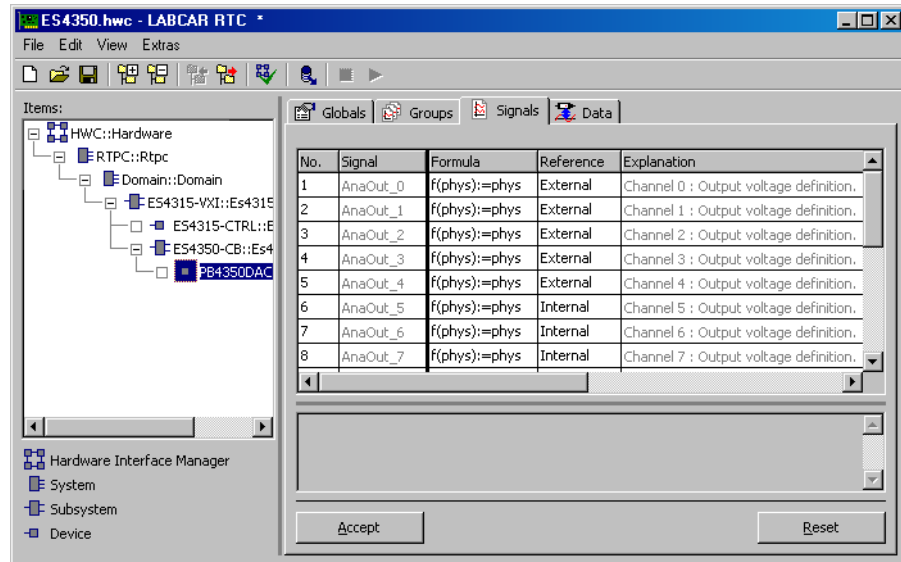 ES4350.hwc - LABCAR RTC *
File Edit View Extras
Items:
HWC::Hardware
RTPC::Rtpc
Domain::Domain
ES4315-VXI::Es4315
ES4315-CTRL::E
ES4350-CB::Es4
PB4350DAC
Hardware Interface Manager
System
Subsystem
Device
Globals Groups Signals Data
No. Signal Formula Reference Explanation
1 AnaOut_0 f(phys):=phys External Channel 0 : Output voltage definition.
2 AnaOut_1 f(phys):=phys External Channel 1 : Output voltage definition.
3 AnaOut_2 f(phys):=phys External Channel 2 : Output voltage definition.
4 AnaOut_3 f(phys):=phys External Channel 3 : Output voltage definition.
5 AnaOut_4 f(phys):=phys External Channel 4 : Output voltage definition.
6 AnaOut_5 f(phys):=phys Internal Channel 5 : Output voltage definition.
7 AnaOut_6 f(phys):=phys Internal Channel 6 : Output voltage definition.
8 AnaOut_7 f(phys):=phys Internal Channel 7 : Output voltage definition.
Accept Reset